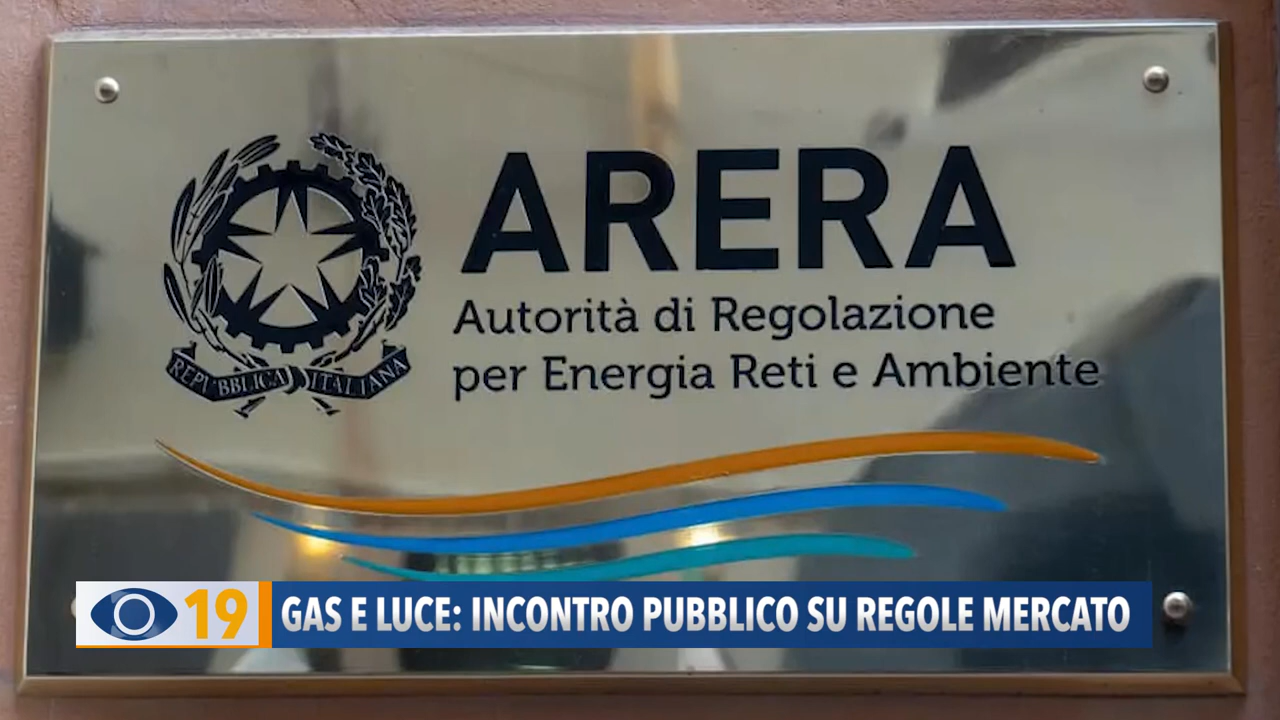 ARERA
Autorità di Regolazione
per Energia Reti e Ambiente
REPUBBLICA ITALIANA
19
GAS E LUCE: INCONTRO PUBBLICO SU REGOLE MERCATO